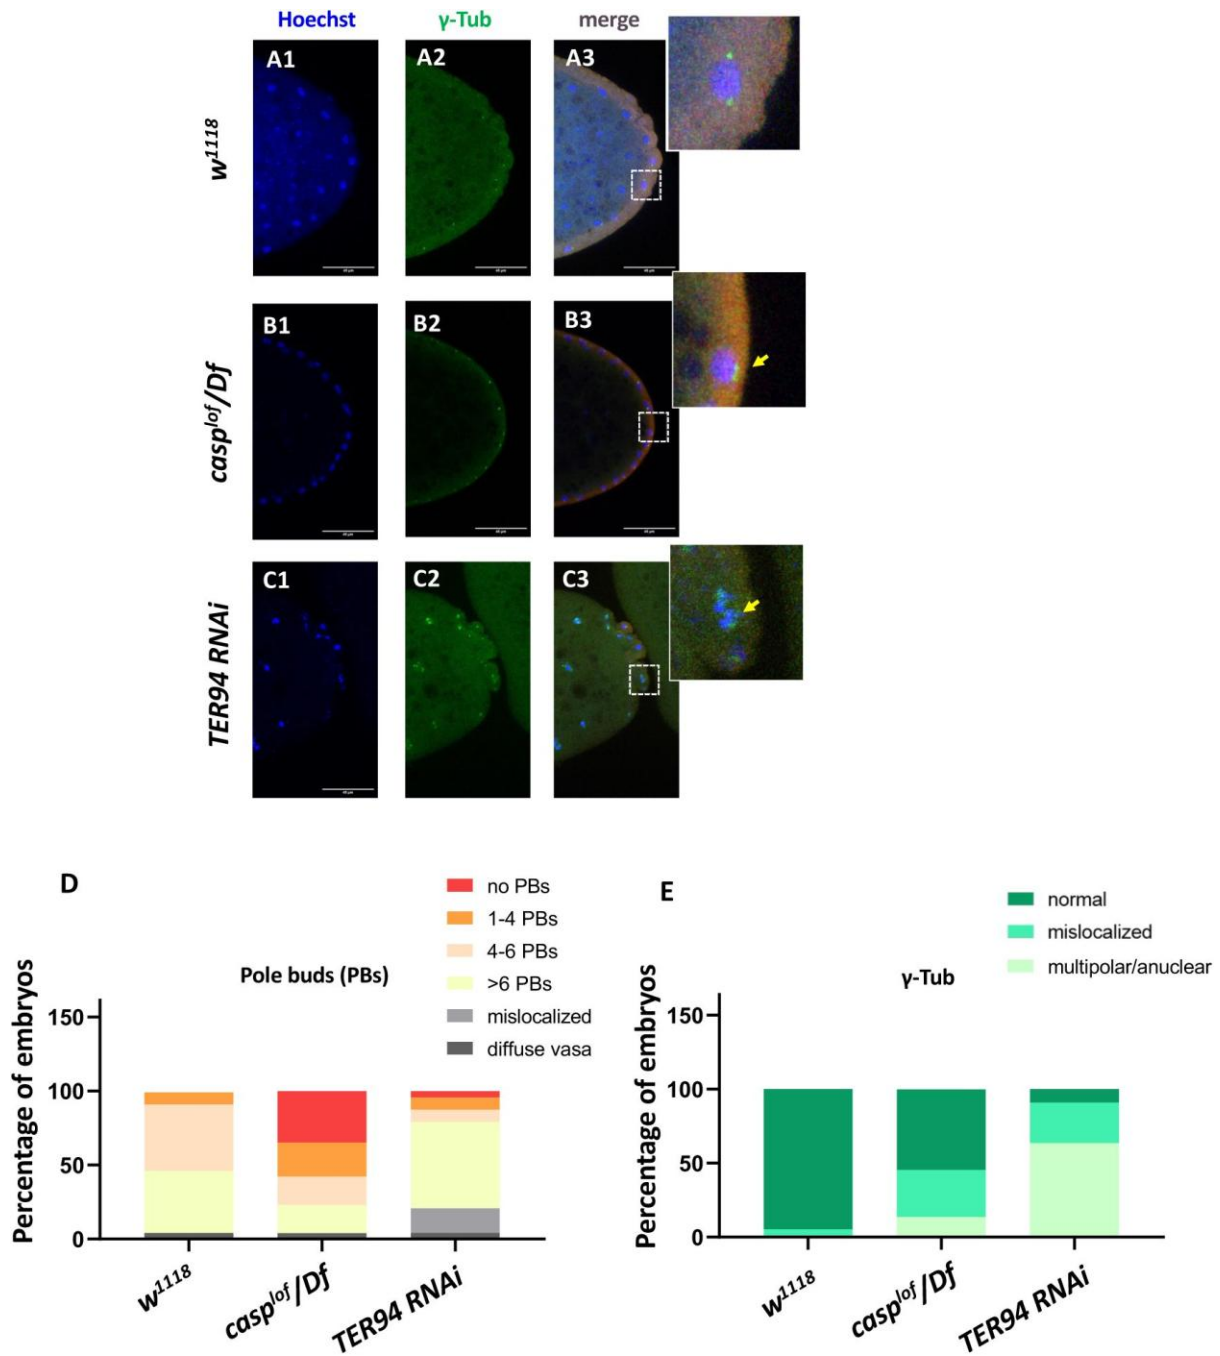 Hoechst γ-Tub merge
A1 A2 A3
w1118
B1 B2 B3
casplof/Df
C1 C2 C3
TER94 RNAi
D
no PBs
1-4 PBs
4-6 PBs
>6 PBs
mislocalized
diffuse vasa
Pole buds (PBs)
Percentage of embryos
150
100
50
0
w1118
casplof/Df
TER94 RNAi
E
normal
mislocalized
multipolar/anuclear
γ-Tub
Percentage of embryos
150
100
50
0
w1118
casplof/Df
TER94 RNAi